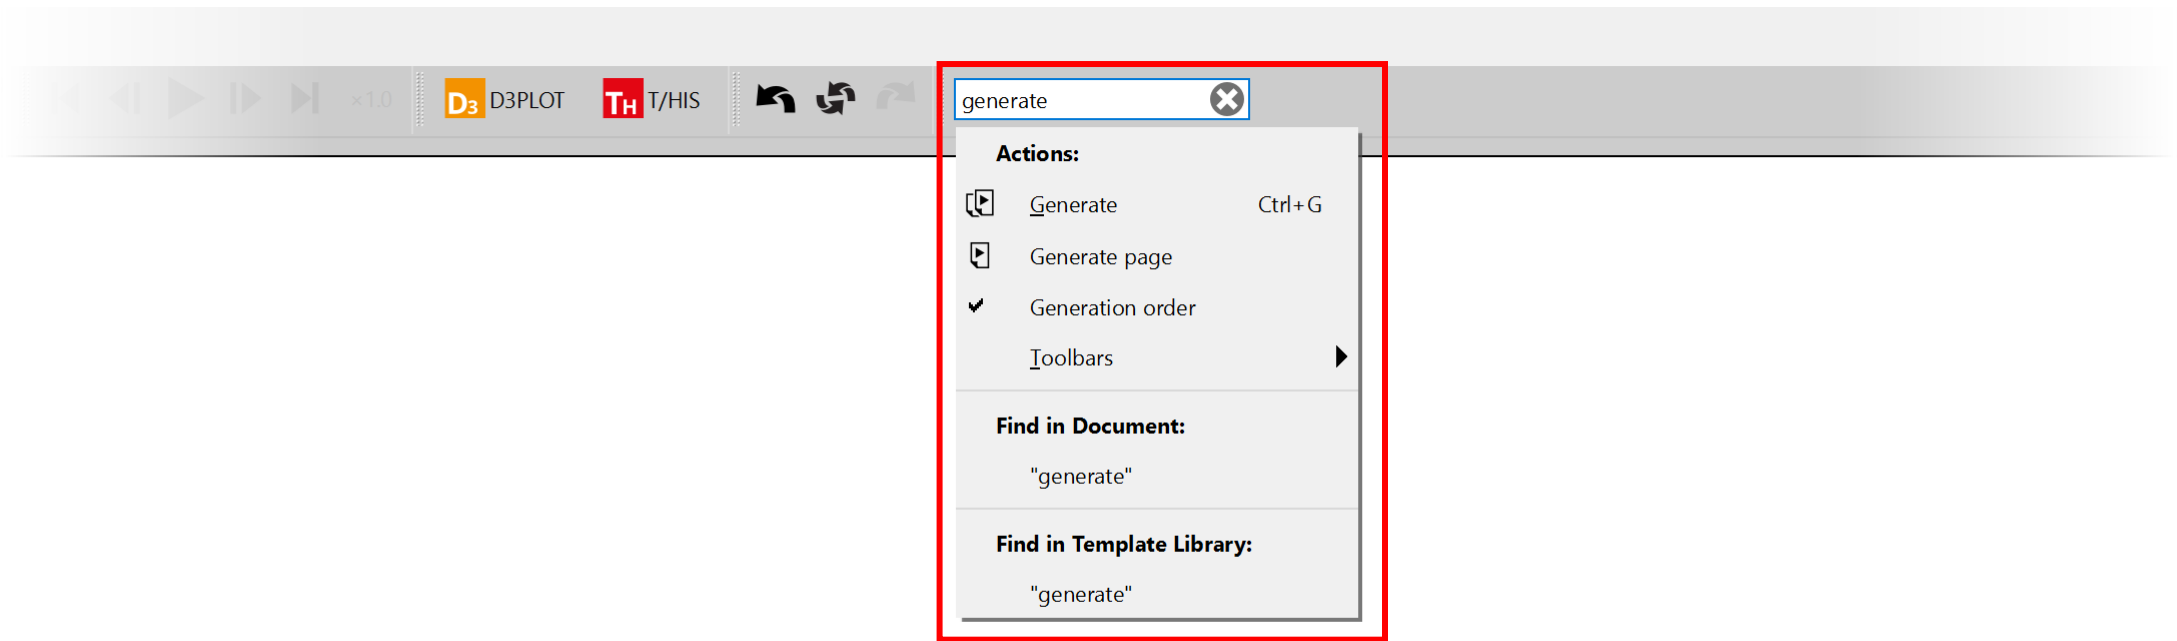 ×1.0 D3 D3PLOT TH T/HIS generate
Actions:
Generate Ctrl+G
Generate page
Generation order
Toolbars
Find in Document:
"generate"
Find in Template Library:
"generate"